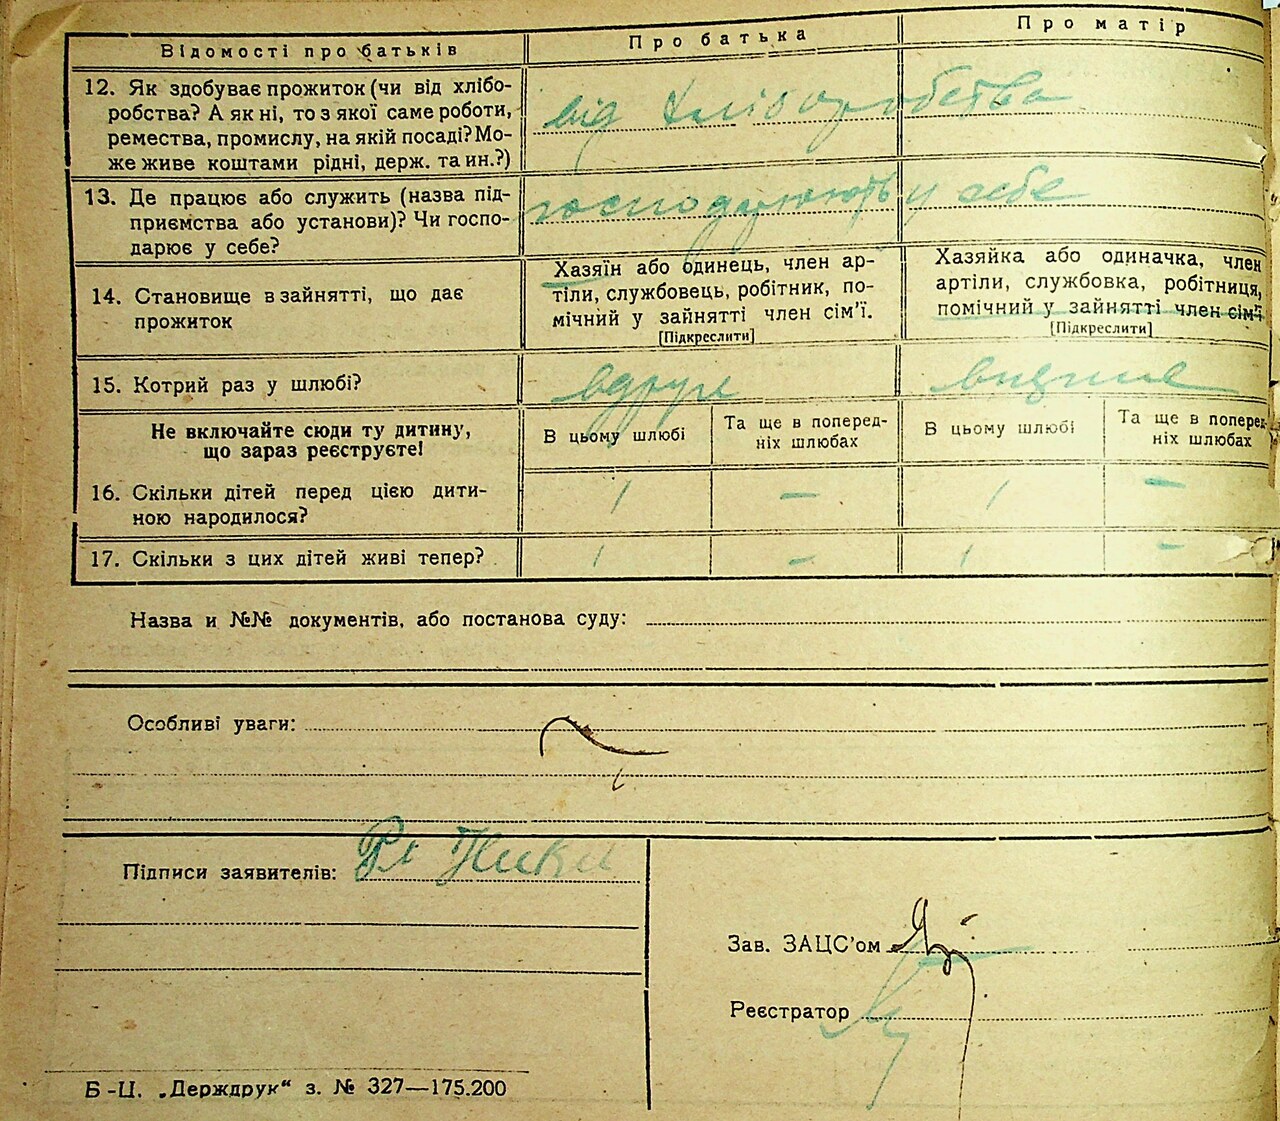 Відомості про батьків Про батька Про матір
12. Як здобуває прожиток (чи від хлібо-
робства? А як ні, то з якої саме роботи,
ремества, промислу, на якій посаді? Мо-
же живе коштами рідні, держ. та ин.?)
від хліборобства
13. Де працює або служить (назва під-
приємства або установи)? Чи госпо-
дарює у себе?
господарюють у себе
14. Становище в зайнятті, що дає
прожиток
Хазяїн або одинець, член ар-
тіли, службовець, робітник, по-
мічний у зайнятті член сім'ї.
[Підкреслити]
Хазяйка або одиначка, член
артіли, службовка, робітниця,
помічний у зайнятті член сім'ї
[Підкреслити]
15. Котрий раз у шлюбі? вдруге
Не включайте сюди ту дитину,
що зараз реєструєте!
В цьому шлюбі
Та ще в поперед-
ніх шлюбах
В цьому шлюбі
Та ще в поперед-
ніх шлюбах
16. Скільки дітей перед цією дити-
ною народилося?
1 — 1 —
17. Скільки з цих дітей живі тепер? 1 — 1 —
Назва и №№ документів, або постанова суду:
Особливі уваги:
Підписи заявителів:
Зав. ЗАЦС'ом
Реєстратор
Б-Ц. „Держдрук“ з. № 327—175.200